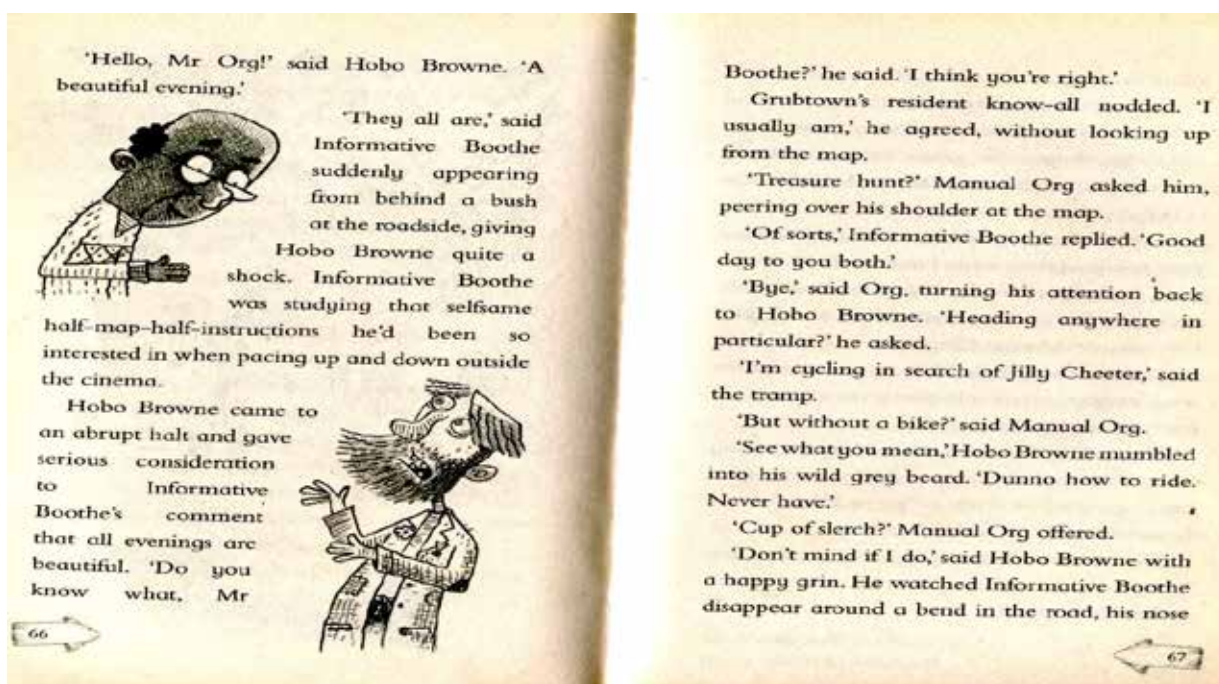 ‘Hello, Mr Org!’ said Hobo Browne. ‘A
beautiful evening.’
‘They all are,’ said
Informative Boothe
suddenly appearing
from behind a bush
at the roadside, giving
Hobo Browne quite a
shock. Informative Boothe
was studying that selfsame
half-map-half-instructions he’d been so
interested in when pacing up and down outside
the cinema.
Hobo Browne came to
an abrupt halt and gave
serious consideration
to Informative
Boothe’s comment
that all evenings are
beautiful. ‘Do you
know what, Mr
66
Boothe?’ he said. ‘I think you’re right.’
Grubtown’s resident know-all nodded. ‘I
usually am,’ he agreed, without looking up
from the map.
‘Treasure hunt?’ Manual Org asked him,
peering over his shoulder at the map.
‘Of sorts,’ Informative Boothe replied. ‘Good
day to you both.’
‘Bye,’ said Org, turning his attention back
to Hobo Browne. ‘Heading anywhere in
particular?’ he asked.
‘I’m cycling in search of Jilly Cheeter,’ said
the tramp.
‘But without a bike?’ said Manual Org.
‘See what you mean,’ Hobo Browne mumbled
into his wild grey beard. ‘Dunno how to ride.
Never have.’
‘Cup of slerch?’ Manual Org offered.
‘Don’t mind if I do,’ said Hobo Browne with
a happy grin. He watched Informative Boothe
disappear around a bend in the road, his nose
67